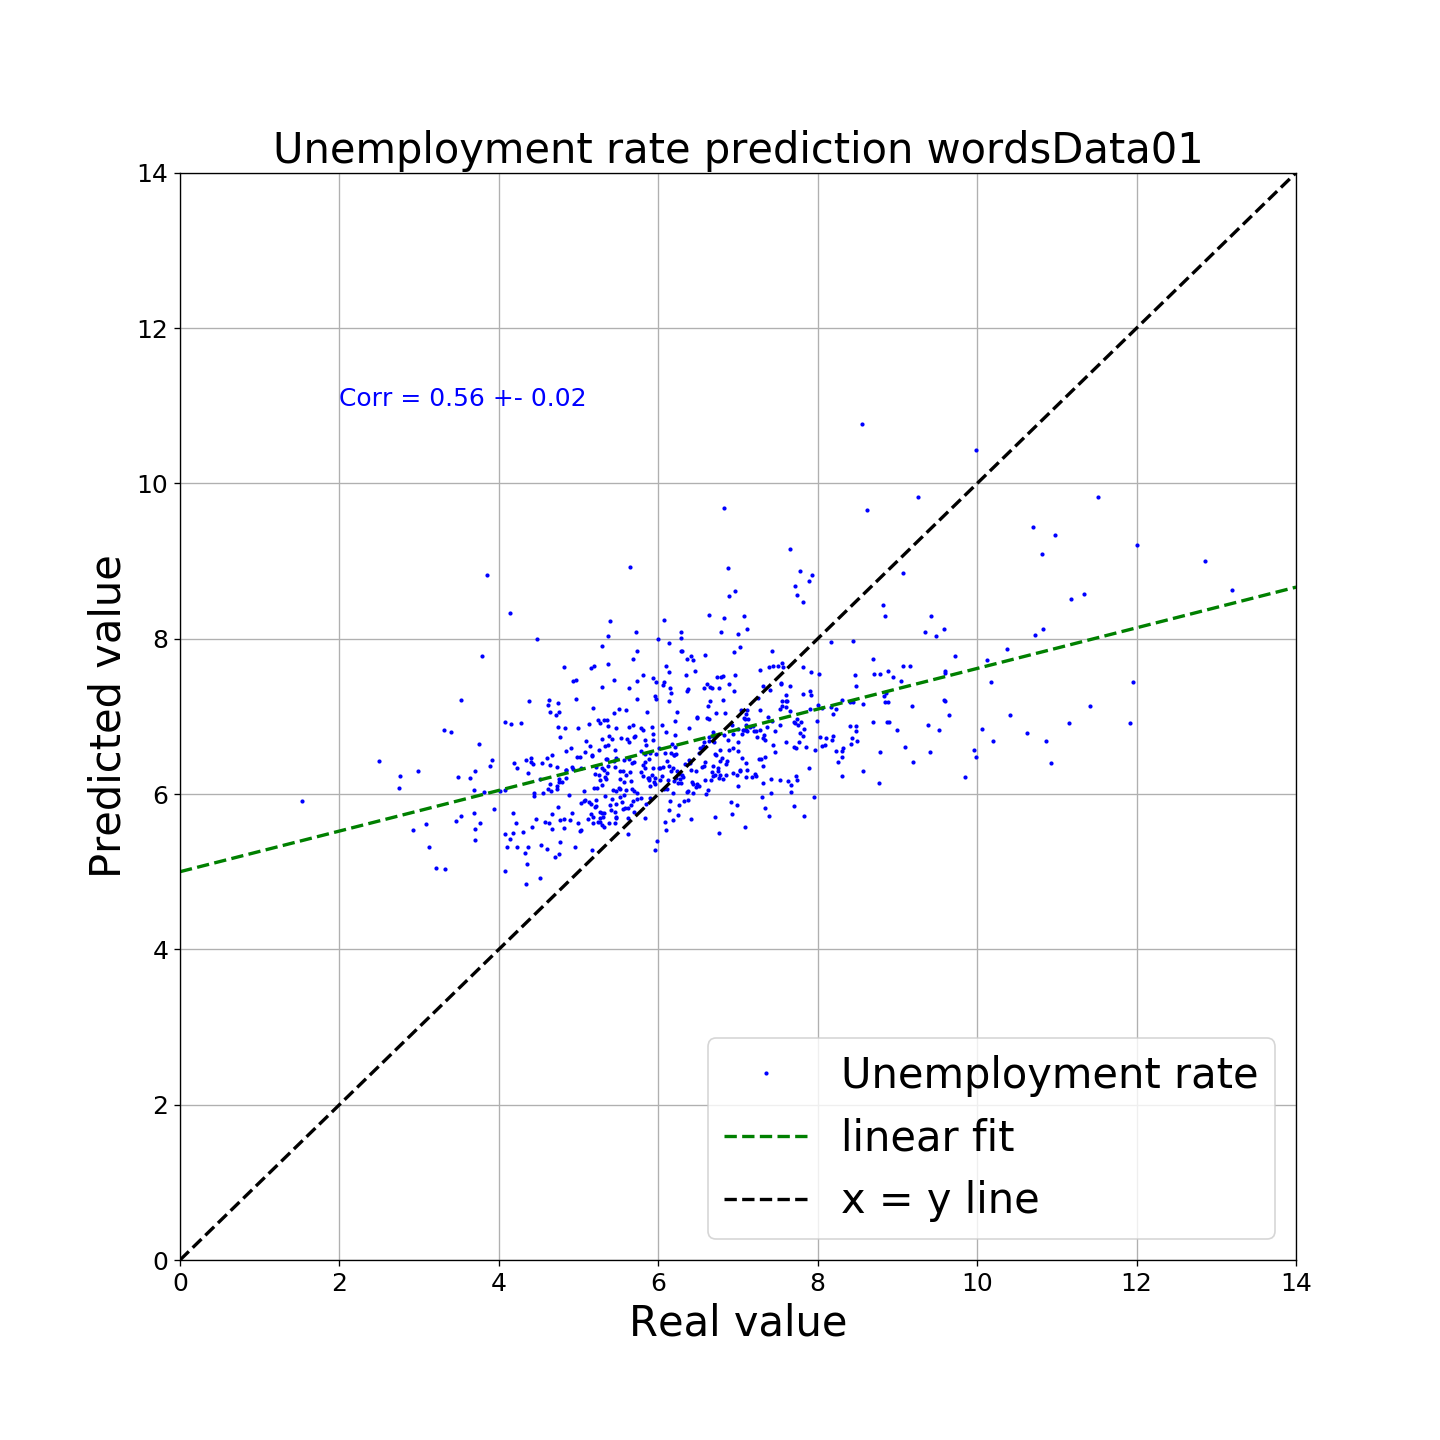 Unemployment rate prediction wordsData01
14
12
10
8
6
4
2
0
Predicted value
Corr = 0.56 +- 0.02
Unemployment rate
linear fit
x = y line
0 2 4 6 8 10 12 14
Real value